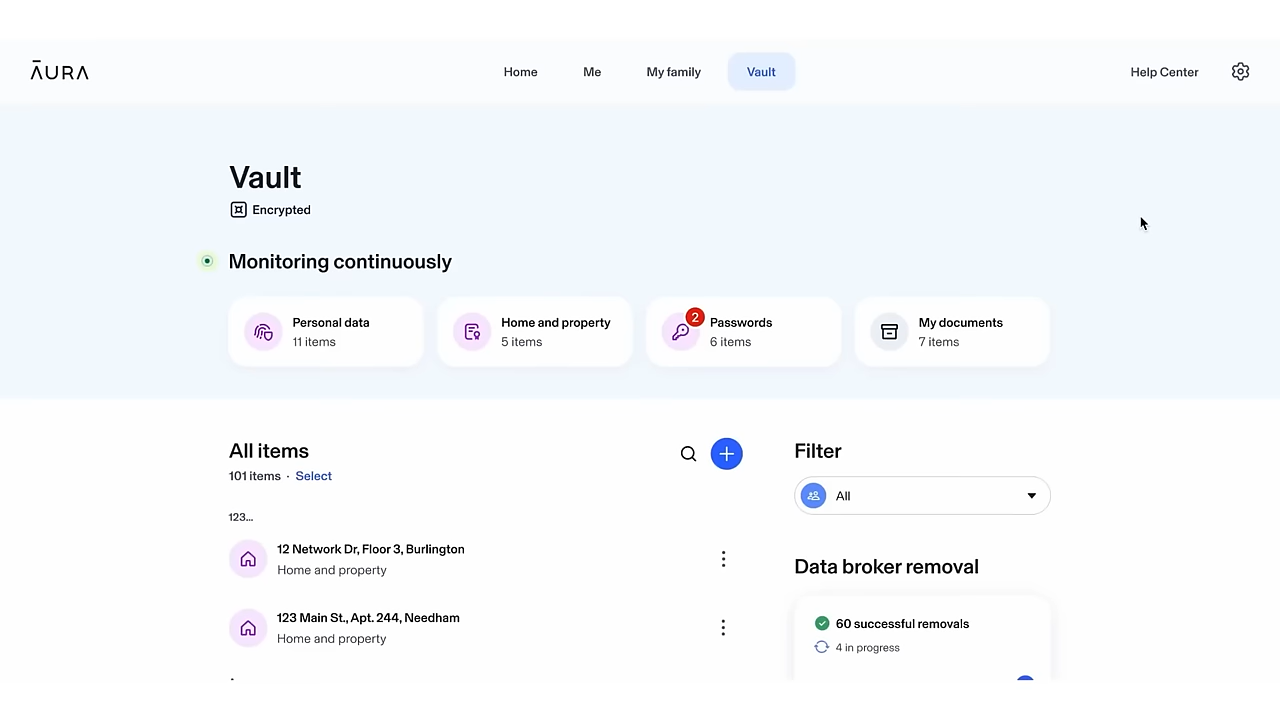 ĀURA
Home
Me
My family
Vault
Help Center
Vault
Encrypted
Monitoring continuously
Personal data
11 items
Home and property
5 items
2
Passwords
6 items
My documents
7 items
All items
101 items · Select
123...
12 Network Dr, Floor 3, Burlington
Home and property
123 Main St., Apt. 244, Needham
Home and property
Filter
All
Data broker removal
60 successful removals
4 in progress